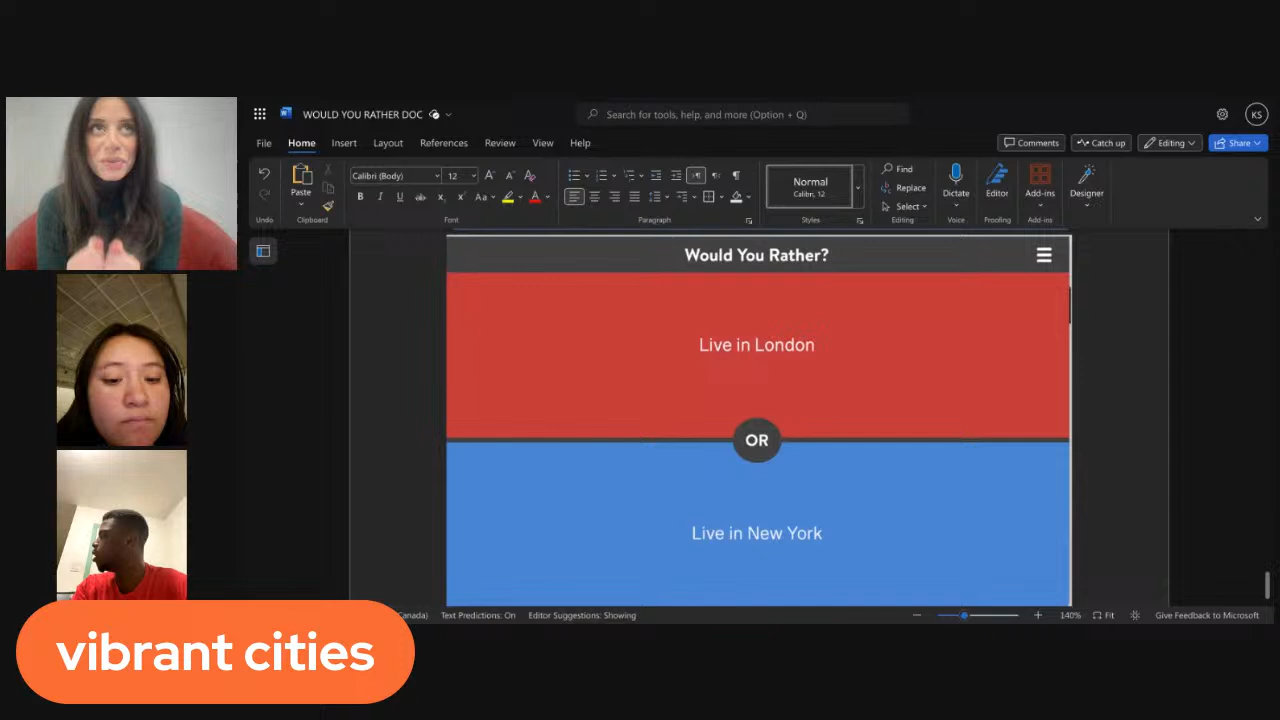 WOULD YOU RATHER DOC
Search for tools, help, and more (Option + Q)
KS
File Home Insert Layout References Review View Help
Comments Catch up Editing Share
Paste
Calibri (Body) 12
Normal
Calibri, 12
Find
Replace
Select
Dictate Editor Add-ins Designer
Undo Clipboard Font Paragraph Styles Editing Voice Proofing Add-ins
Would You Rather?
Live in London
OR
Live in New York
Canada) Text Predictions: On Editor Suggestions: Showing 140% Fit Give Feedback to Microsoft
vibrant cities